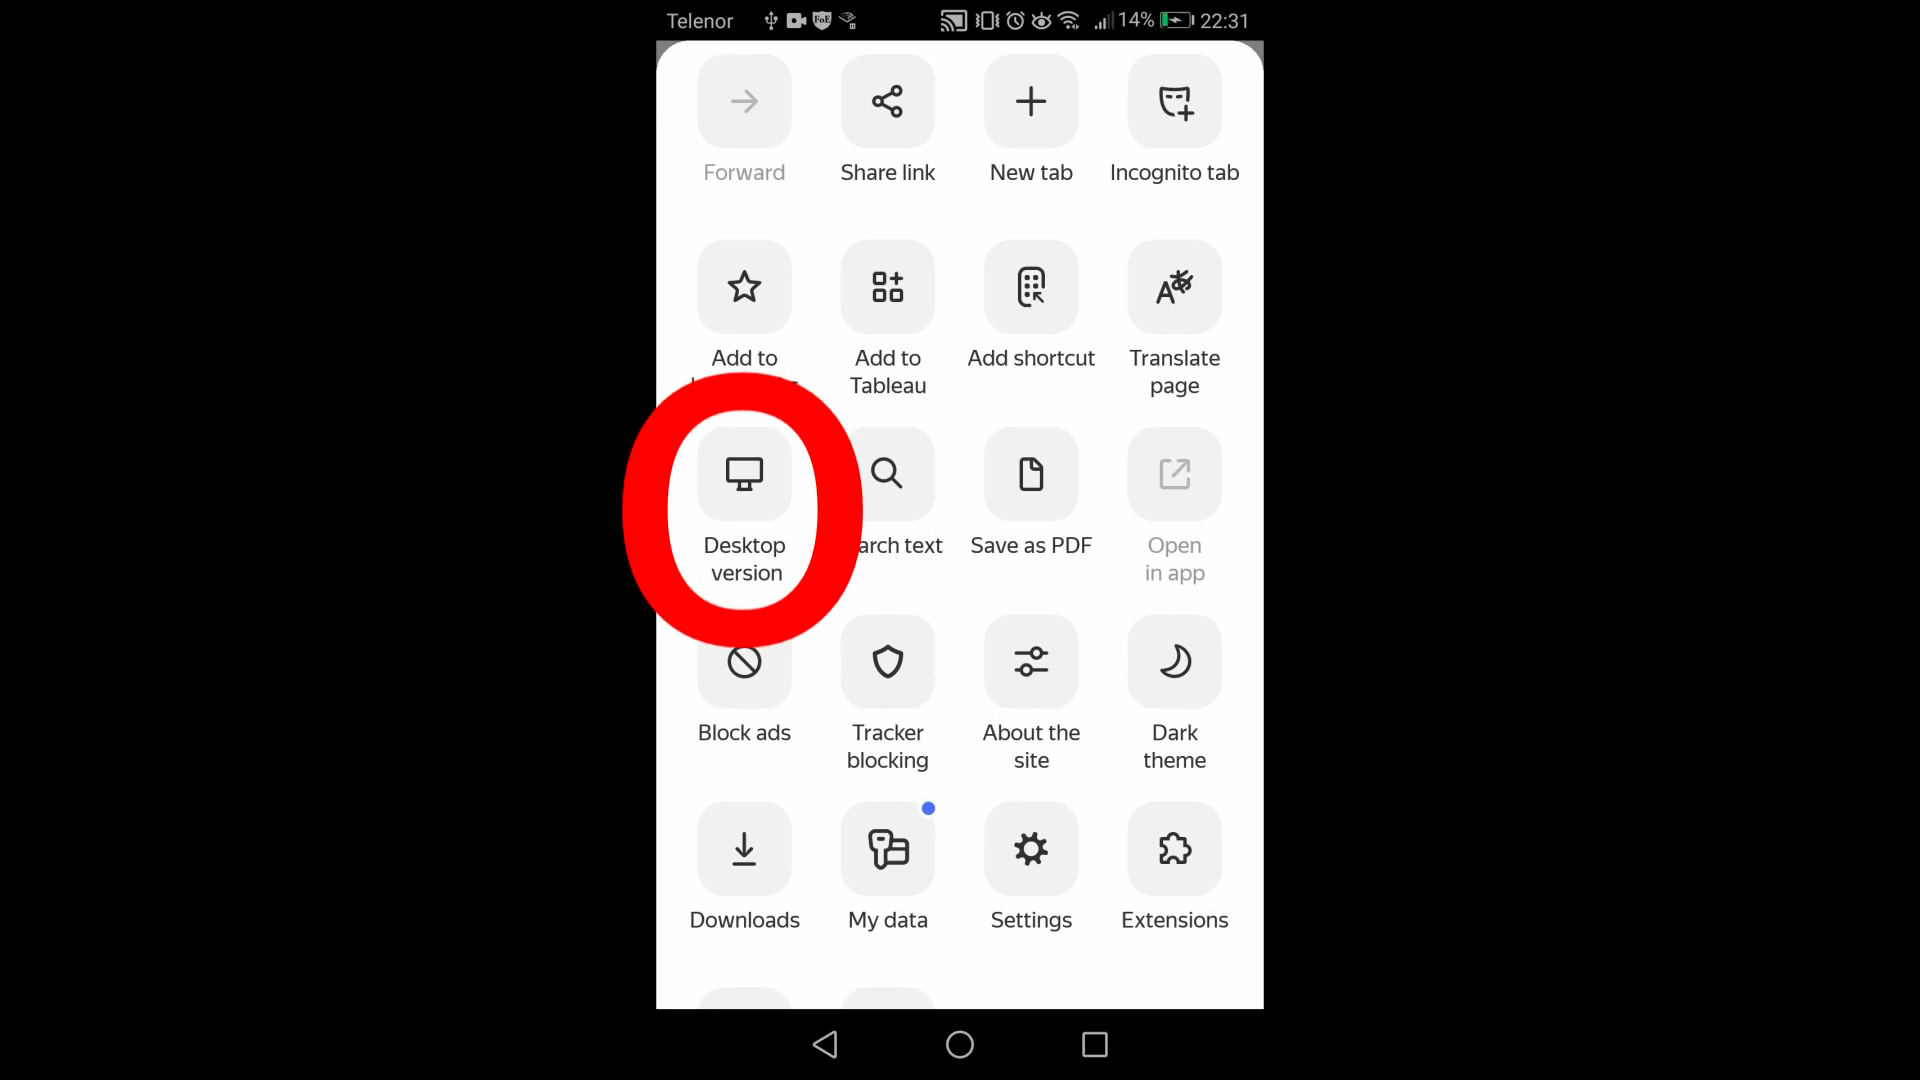 Telenor 14% 22:31
Forward Share link New tab Incognito tab
Add to Add to Add shortcut Translate
Tableau page
Desktop arch text Save as PDF Open
version in app
Block ads Tracker About the Dark
blocking site theme
Downloads My data Settings Extensions